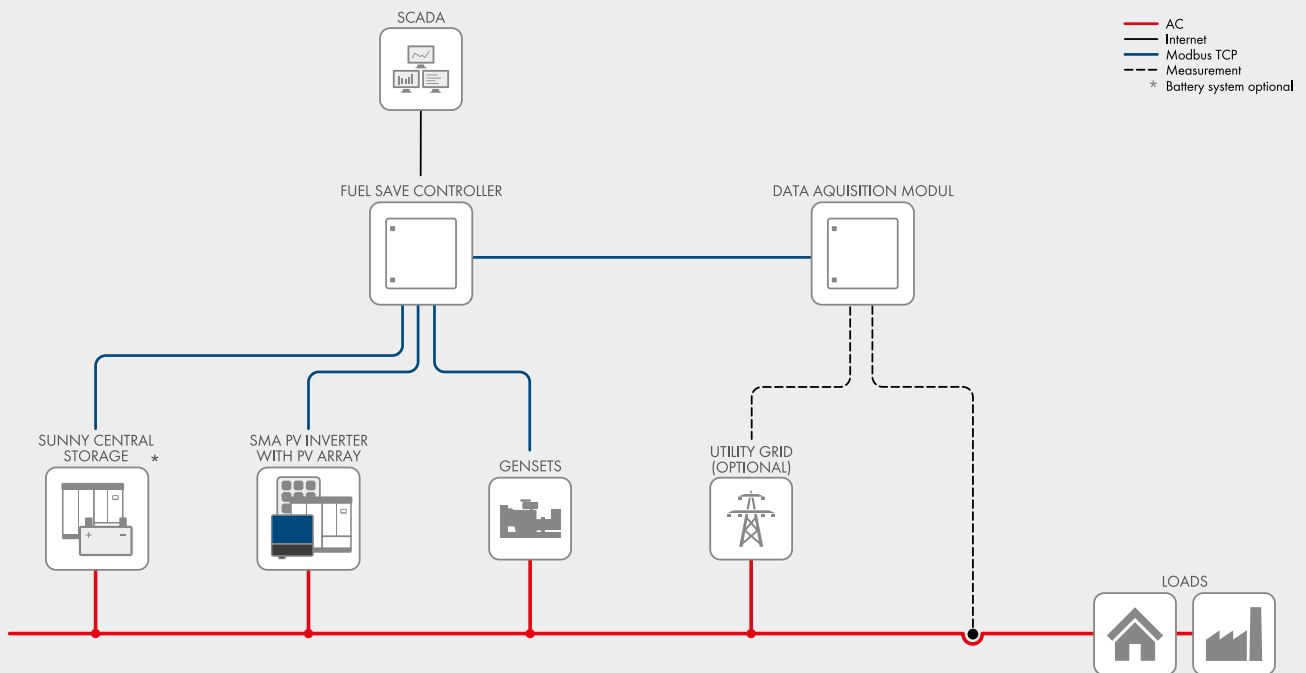 SCADA
AC
Internet
Modbus TCP
Measurement
* Battery system optional
FUEL SAVE CONTROLLER
DATA AQUISITION MODUL
SUNNY CENTRAL
STORAGE *
SMA PV INVERTER
WITH PV ARRAY
GENSETS
UTILITY GRID
(OPTIONAL)
LOADS